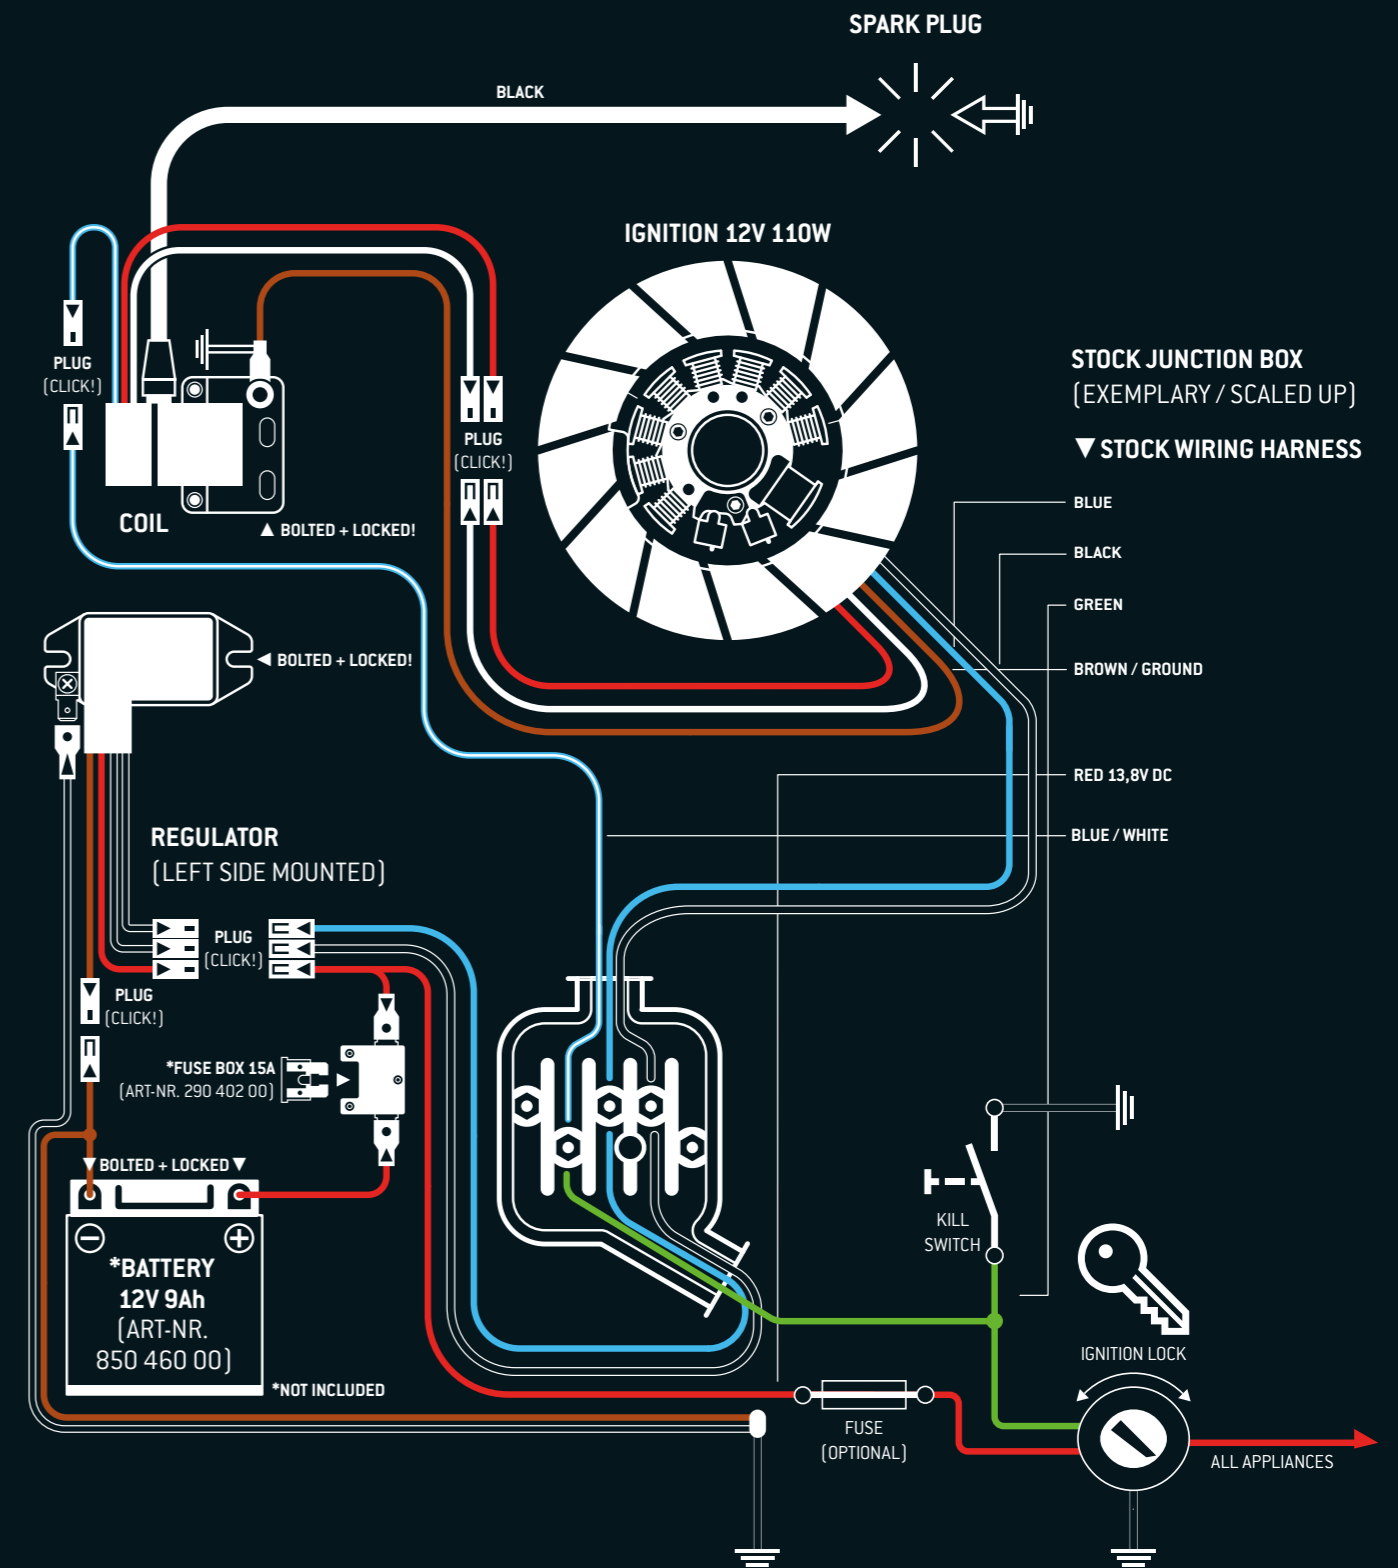 SPARK PLUG
BLACK
IGNITION 12V 110W
PLUG
(CLICK!)
PLUG
(CLICK!)
COIL
▲ BOLTED + LOCKED!
STOCK JUNCTION BOX
(EXEMPLARY / SCALED UP)
▼ STOCK WIRING HARNESS
BLUE
BLACK
GREEN
BROWN / GROUND
RED 13,8V DC
BLUE / WHITE
◀ BOLTED + LOCKED!
REGULATOR
(LEFT SIDE MOUNTED)
PLUG
(CLICK!)
PLUG
(CLICK!)
*FUSE BOX 15A
(ART-NR. 290 402 00)
▼ BOLTED + LOCKED ▼
*BATTERY
12V 9Ah
(ART-NR.
850 460 00)
*NOT INCLUDED
KILL
SWITCH
IGNITION LOCK
FUSE
(OPTIONAL)
ALL APPLIANCES